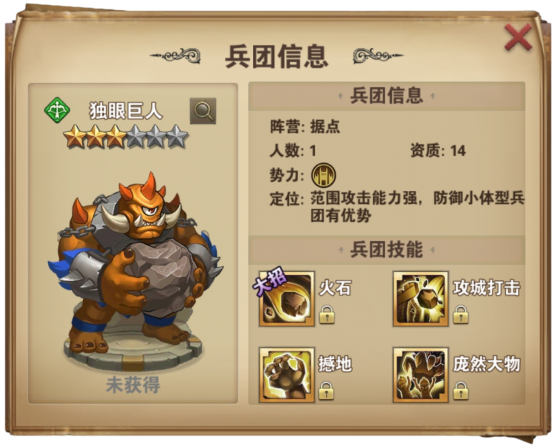 兵团信息
独眼巨人
未获得
兵团信息
阵营: 据点
人数: 1 资质: 14
势力:
定位: 范围攻击能力强，防御小体型兵
团有优势
兵团技能
大招 火石 攻城打击
撼地 庞然大物